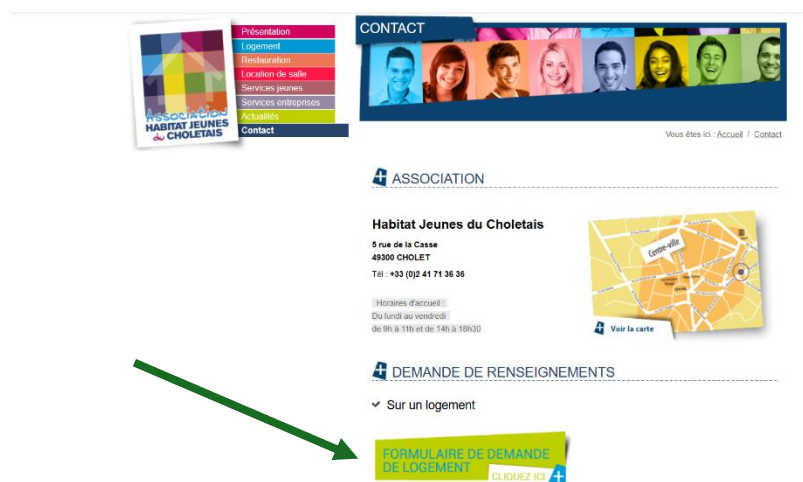 Présentation
Logement
Restauration
Location de salle
Services jeunes
Services entreprises
Actualités
Contact
ASSOCIATION
HABITAT JEUNES
du CHOLETAIS
CONTACT
Vous êtes ici : Accueil / Contact
ASSOCIATION
Habitat Jeunes du Choletais
5 rue de la Casse
49300 CHOLET
Tél : +33 (0)2 41 71 36 36
Horaires d'accueil :
Du lundi au vendredi
de 9h à 11h et de 14h à 18h30
Centre-ville
Voir la carte
DEMANDE DE RENSEIGNEMENTS
Sur un logement
FORMULAIRE DE DEMANDE
DE LOGEMENT
CLIQUEZ ICI